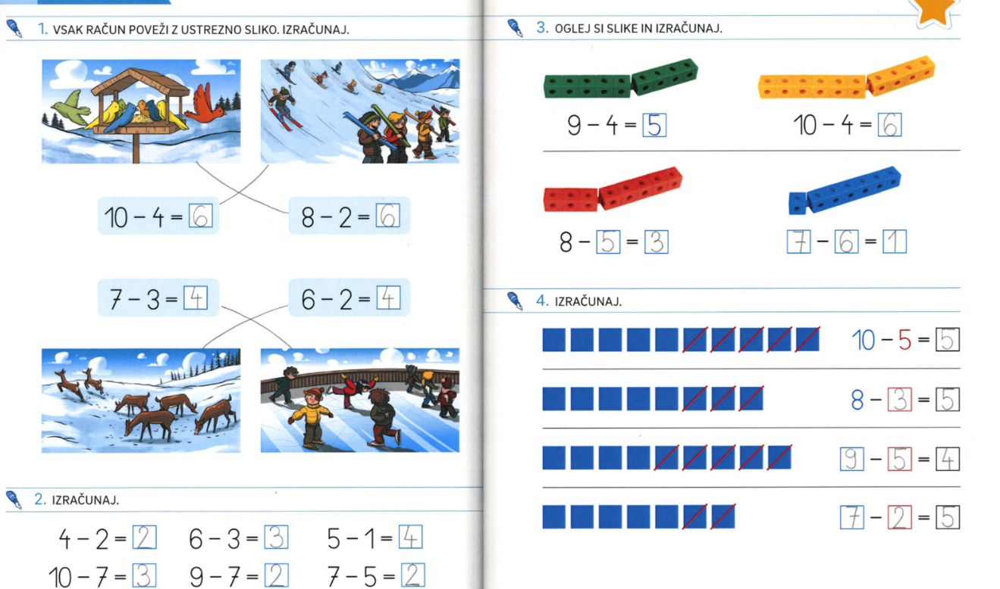 1. VSAK RAČUN POVEŽI Z USTREZNO SLIKO. IZRAČUNAJ.
10 – 4 = 6
8 – 2 = 6
7 – 3 = 4
6 – 2 = 4
2. IZRAČUNAJ.
4 – 2 = 2
6 – 3 = 3
5 – 1 = 4
10 – 7 = 3
9 – 7 = 2
7 – 5 = 2
3. OGLEJ SI SLIKE IN IZRAČUNAJ.
9 – 4 = 5
10 – 4 = 6
8 – 5 = 3
7 – 6 = 1
4. IZRAČUNAJ.
10 – 5 = 5
8 – 3 = 5
9 – 5 = 4
7 – 2 = 5